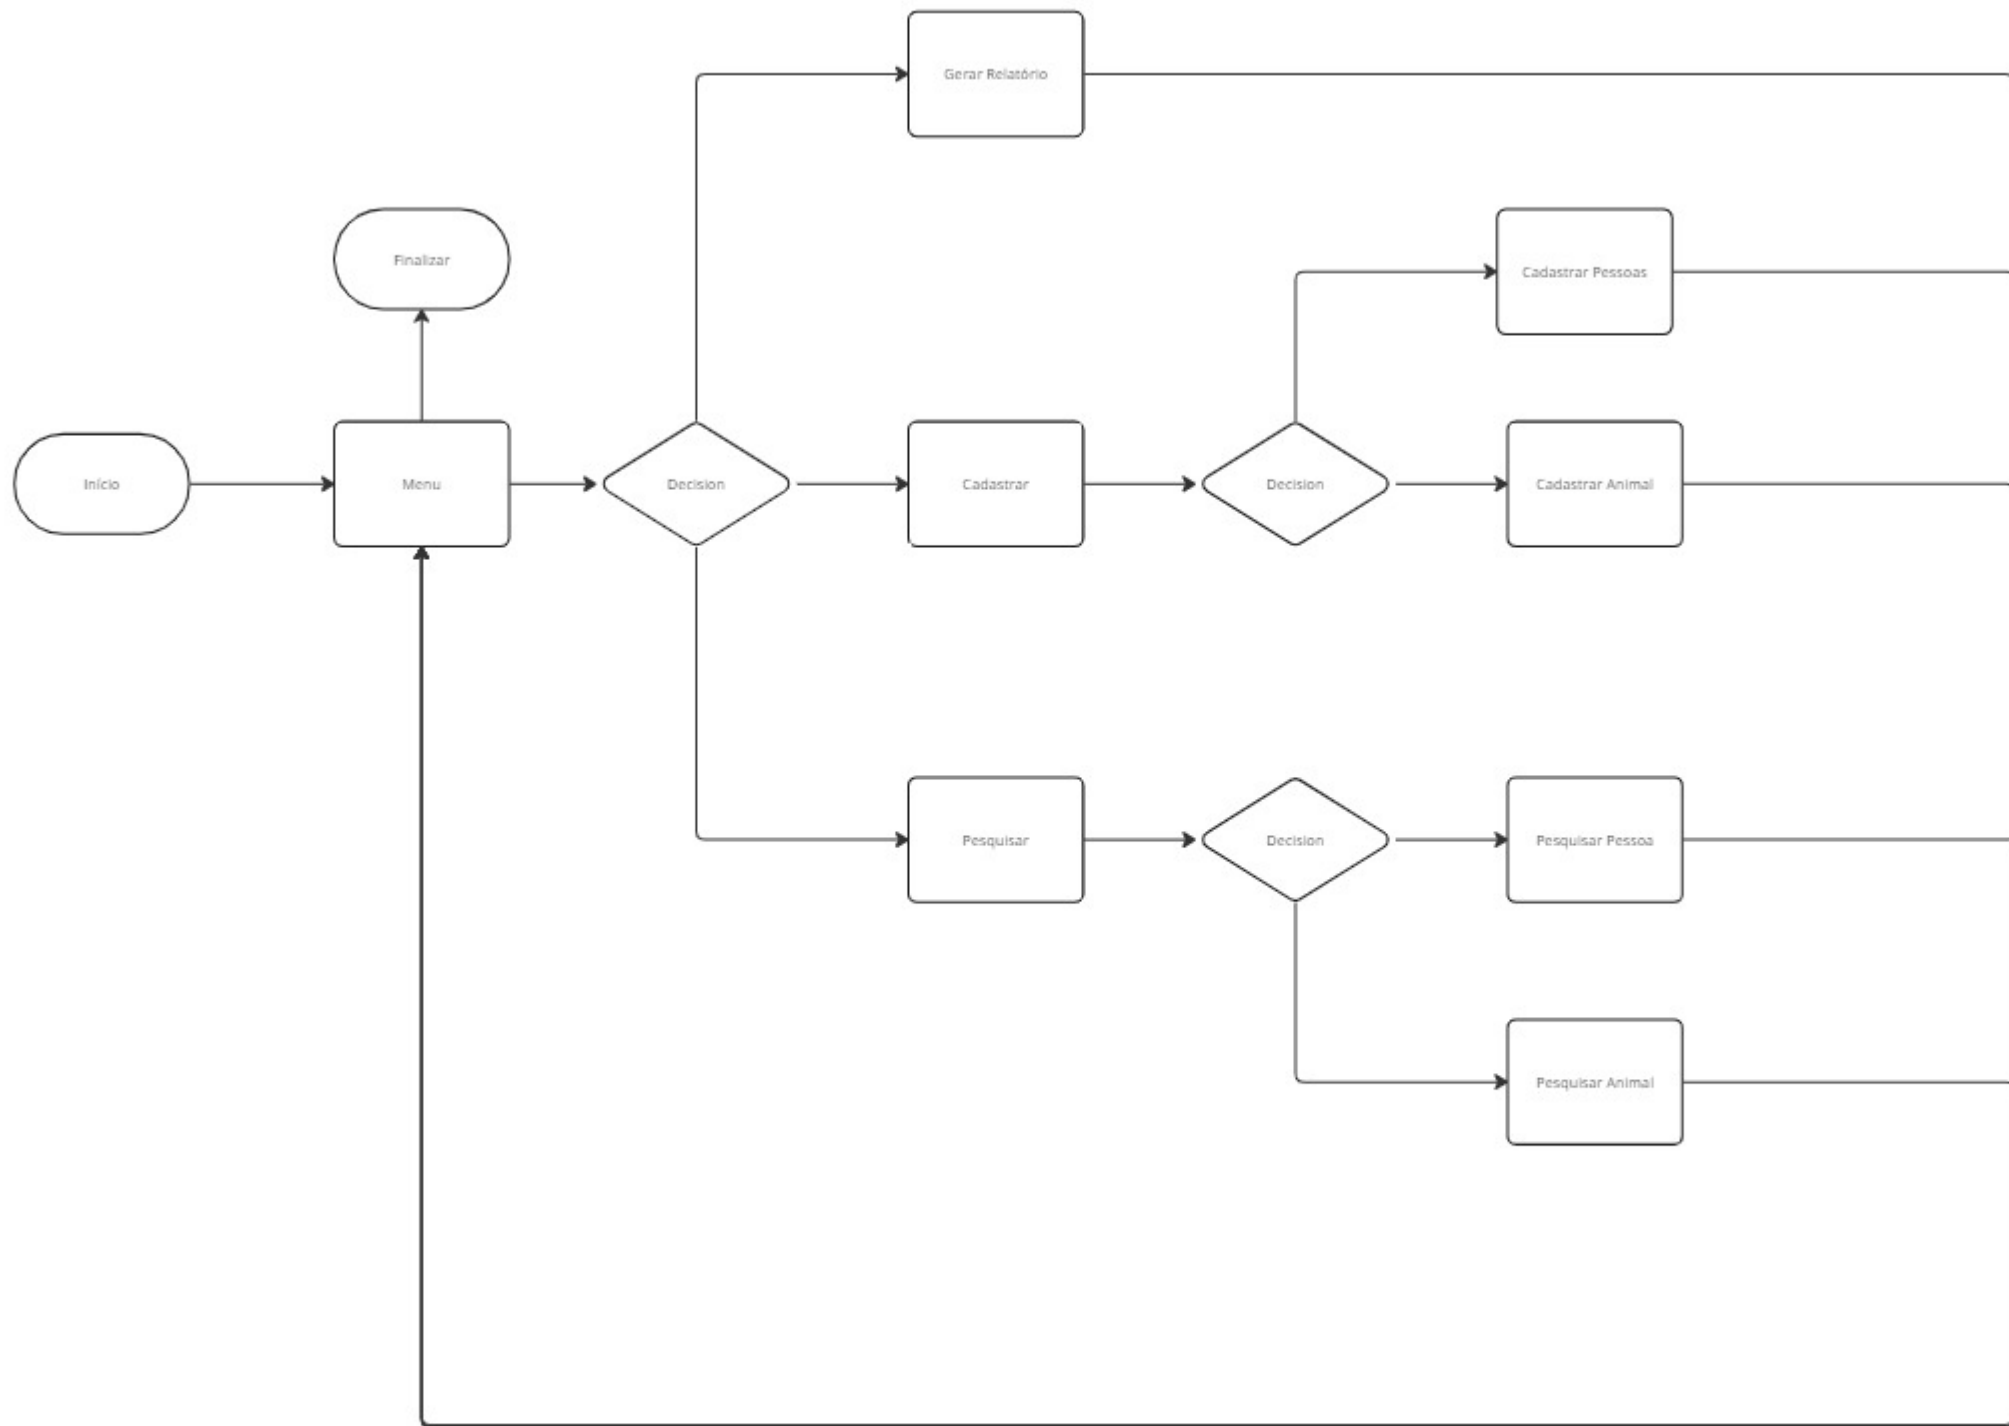 Gerar Relatório
Finalizar
Cadastrar Pessoas
Início
Menu
Decision
Cadastrar
Decision
Cadastrar Animal
Pesquisar
Decision
Pesquisar Pessoa
Pesquisar Animal